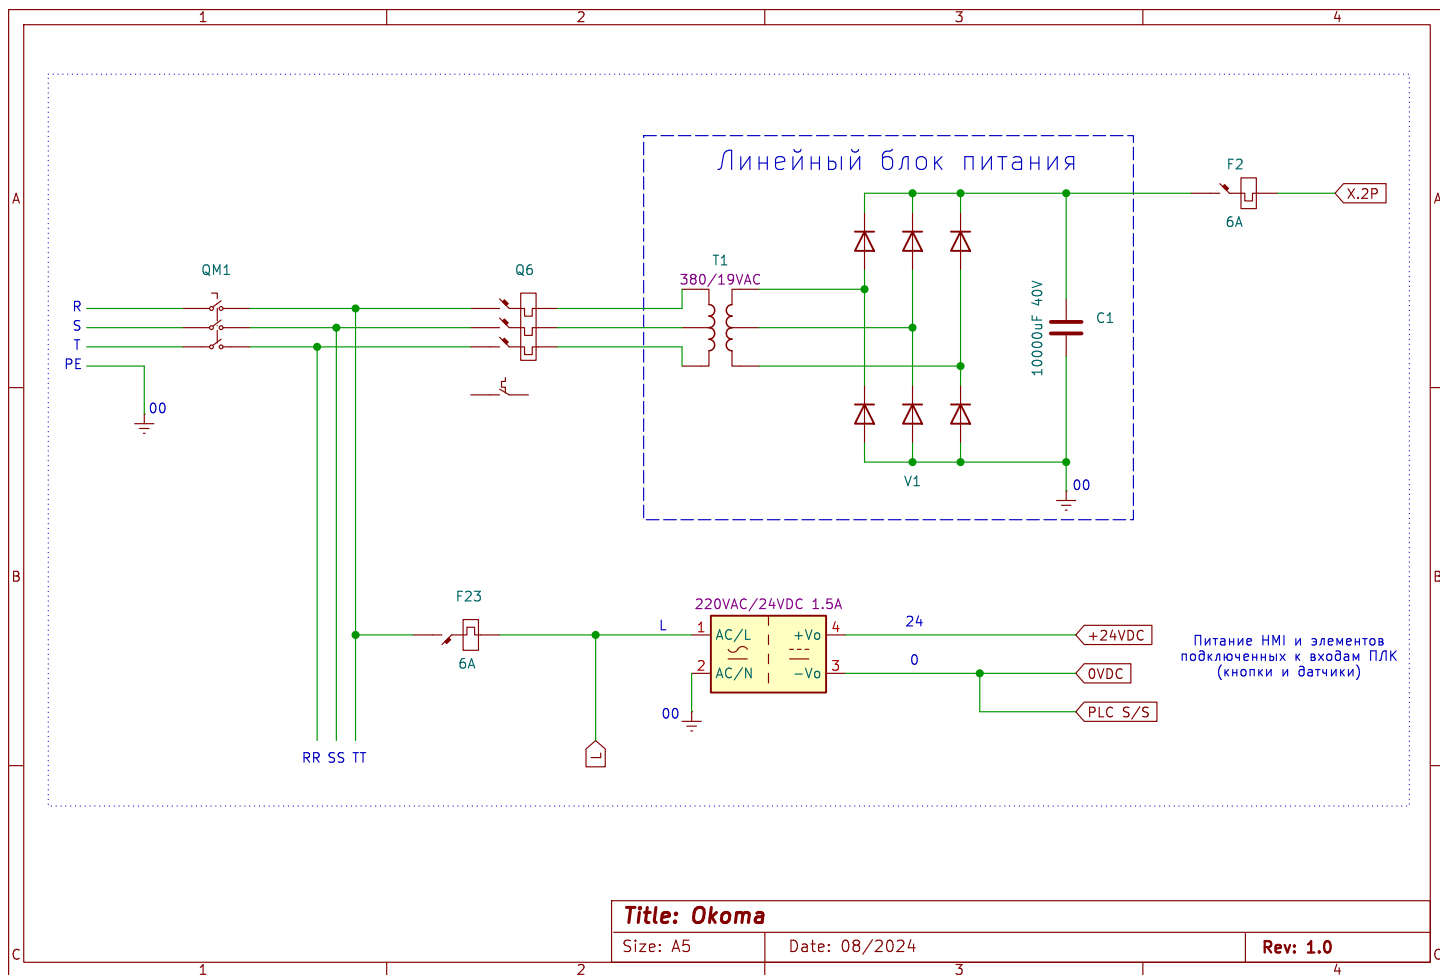 1 2 3 4
Линейный блок питания
F2
A A
X.2P
6A
T1
380/19VAC
QM1
Q6
R
S
T
PE
10000uF 40V
C1
00
V1
00
B B
F23
220VAC/24VDC 1.5A
L
1 AC/L +Vo 4
24
+24VDC
6A
2 AC/N -Vo 3
0
0VDC
Питание HMI и элементов
подключенных к входам ПЛК
(кнопки и датчики)
00
PLC S/S
RR SS TT
L
Title: Okoma
Size: A5 Date: 08/2024 Rev: 1.0
C C
1 2 3 4